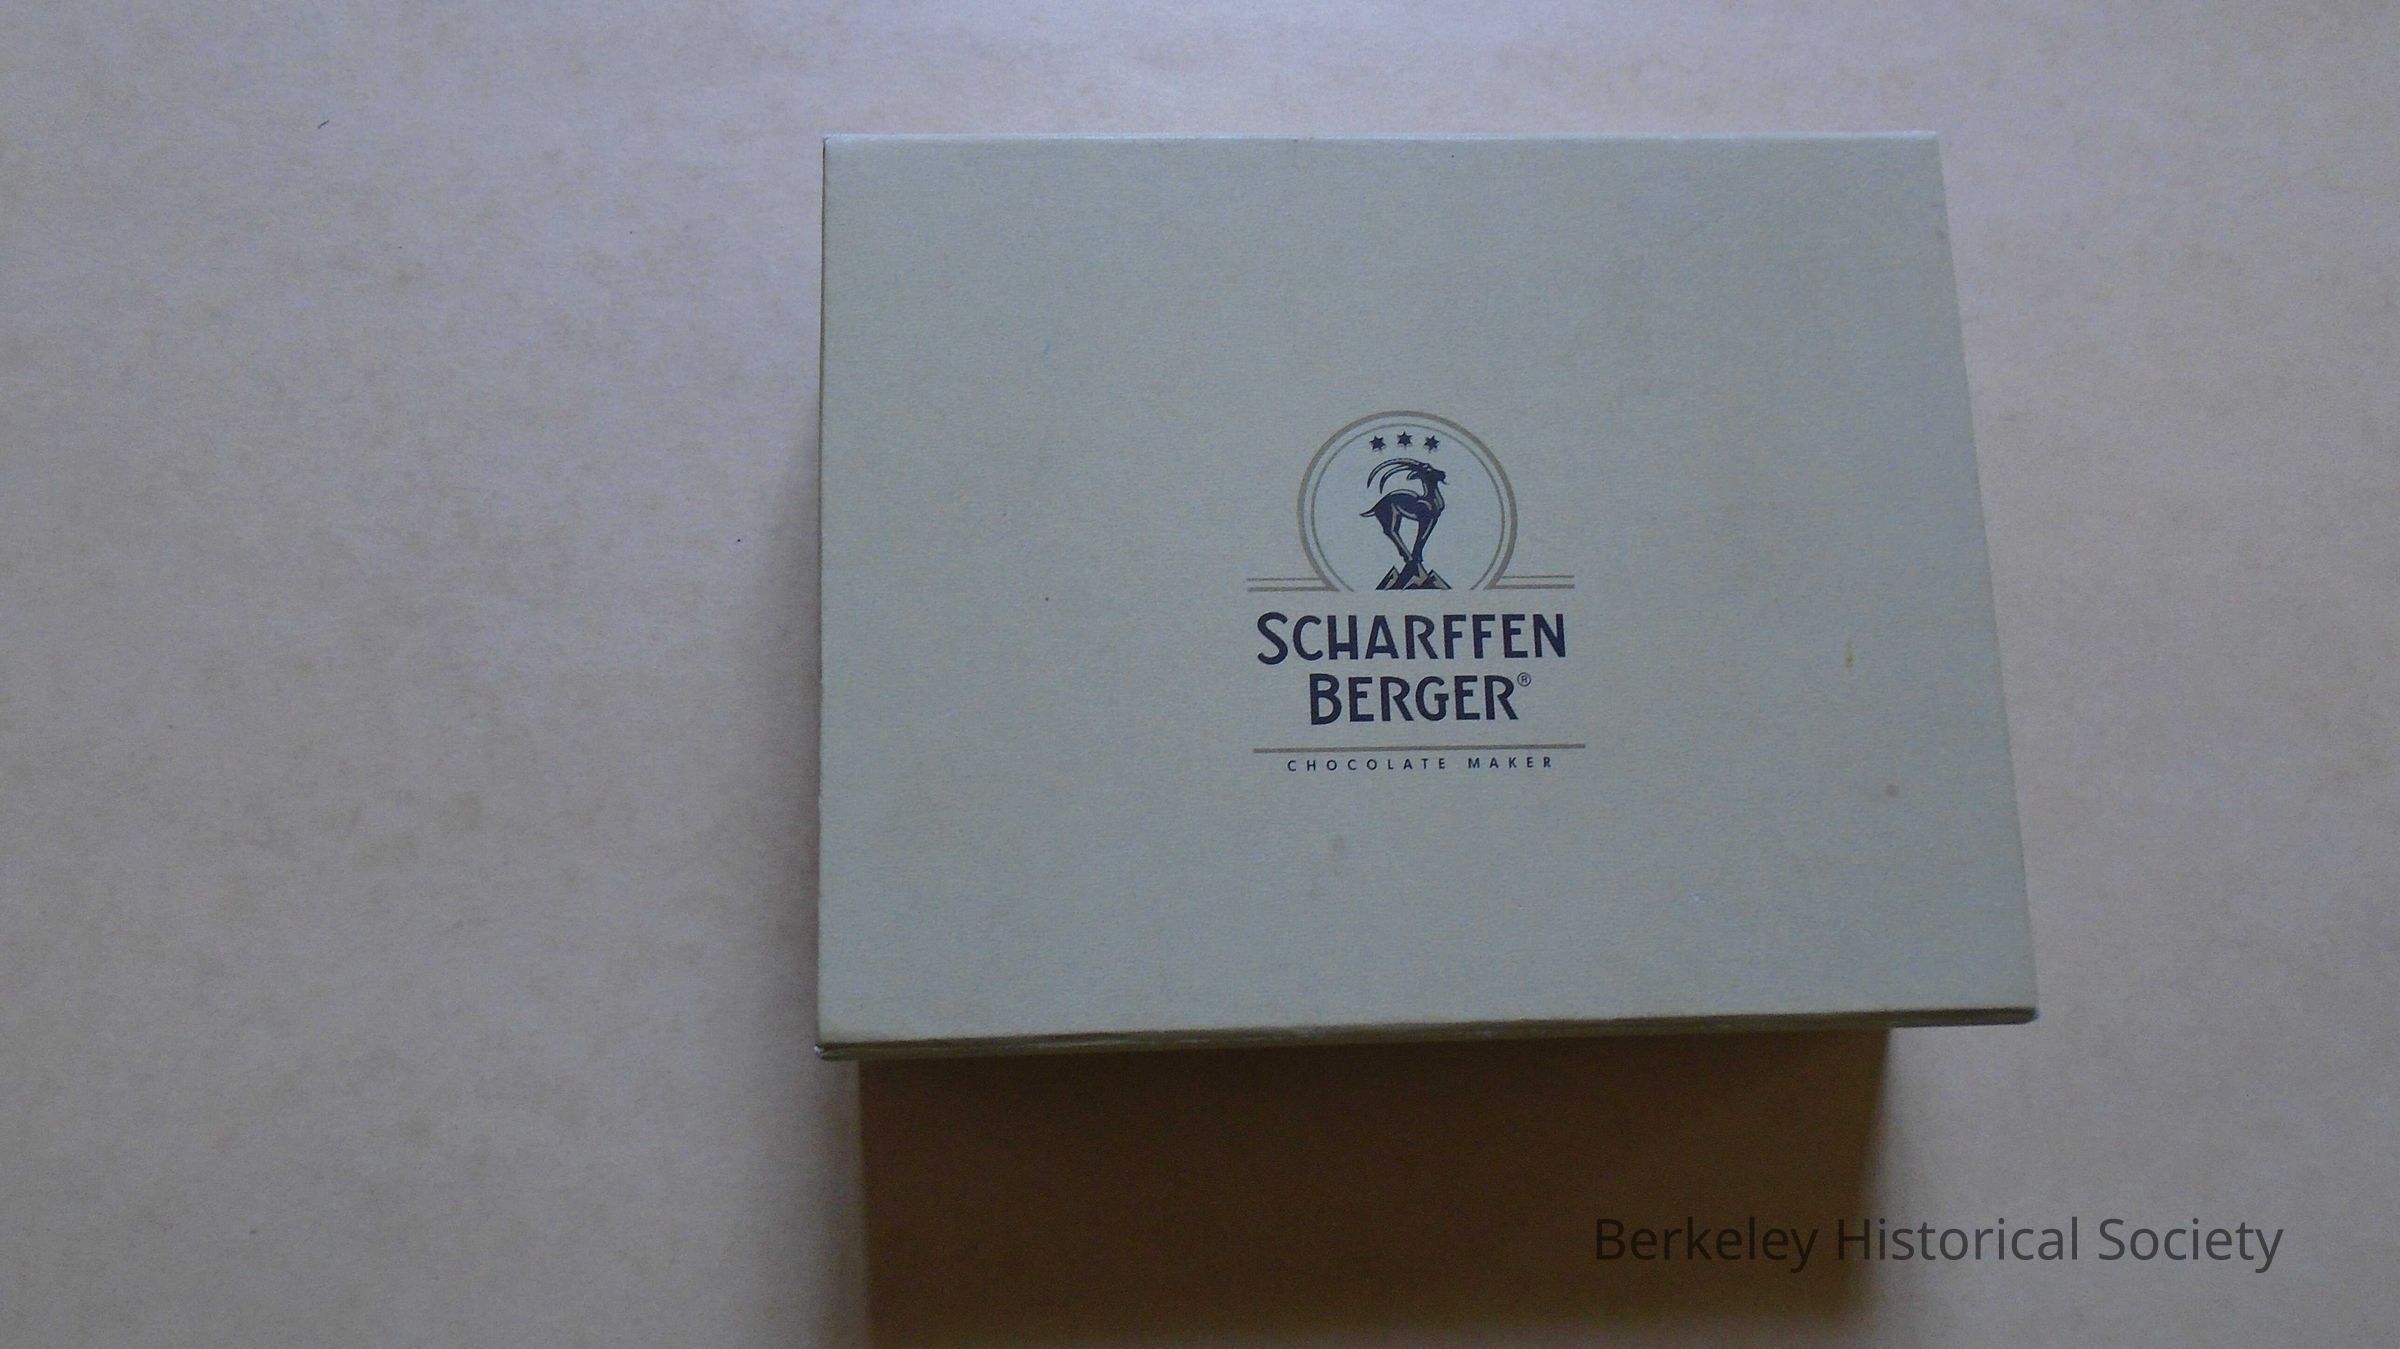 SCHARFFEN
BERGER®
CHOCOLATE MAKER
Berkeley Historical Society